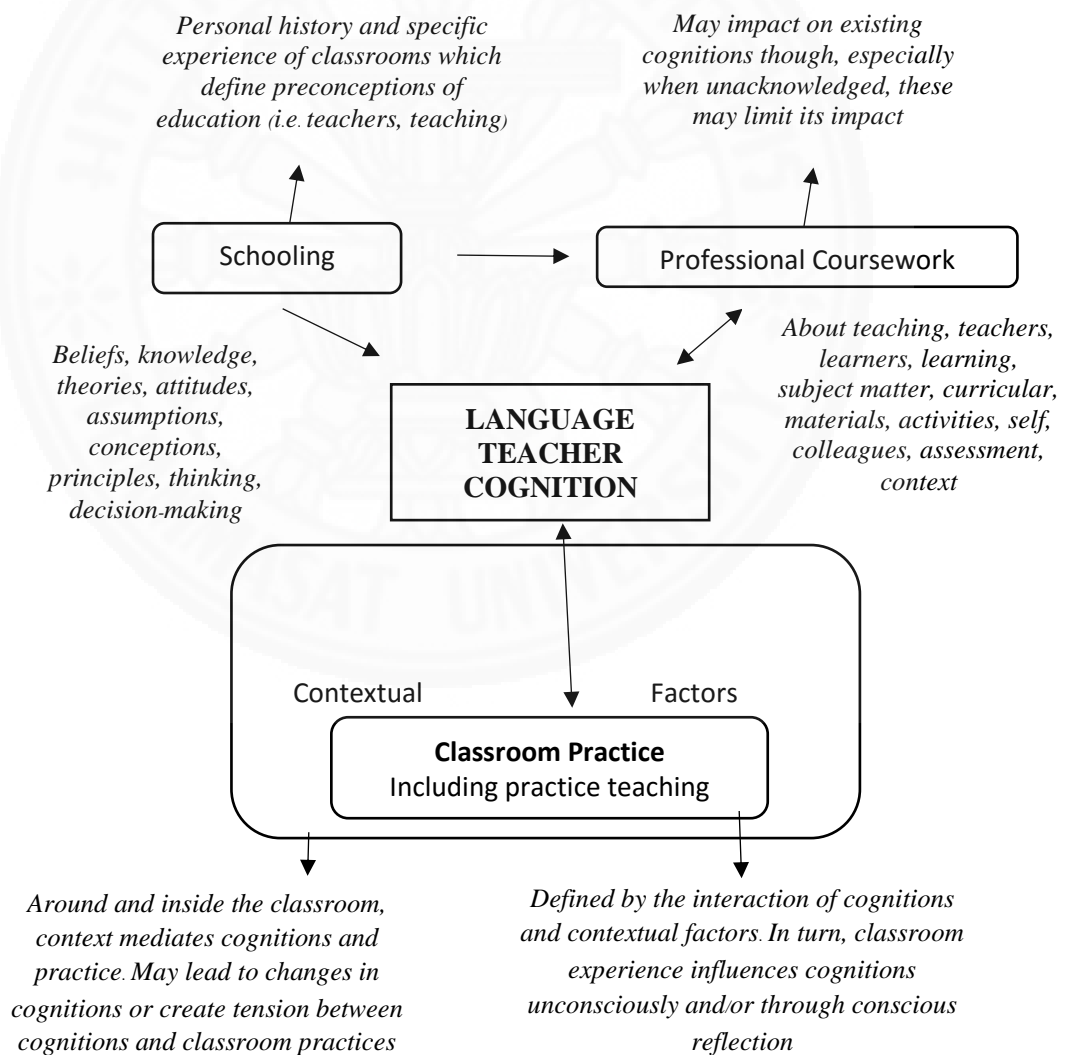 Personal history and specific
experience of classrooms which
define preconceptions of
education (i.e. teachers, teaching)
May impact on existing
cognitions though, especially
when unacknowledged, these
may limit its impact
Schooling
Professional Coursework
Beliefs, knowledge,
theories, attitudes,
assumptions,
conceptions,
principles, thinking,
decision-making
LANGUAGE
TEACHER
COGNITION
About teaching, teachers,
learners, learning,
subject matter, curricular,
materials, activities, self,
colleagues, assessment,
context
Contextual Factors
Classroom Practice
Including practice teaching
Around and inside the classroom,
context mediates cognitions and
practice. May lead to changes in
cognitions or create tension between
cognitions and classroom practices
Defined by the interaction of cognitions
and contextual factors. In turn, classroom
experience influences cognitions
unconsciously and/or through conscious
reflection